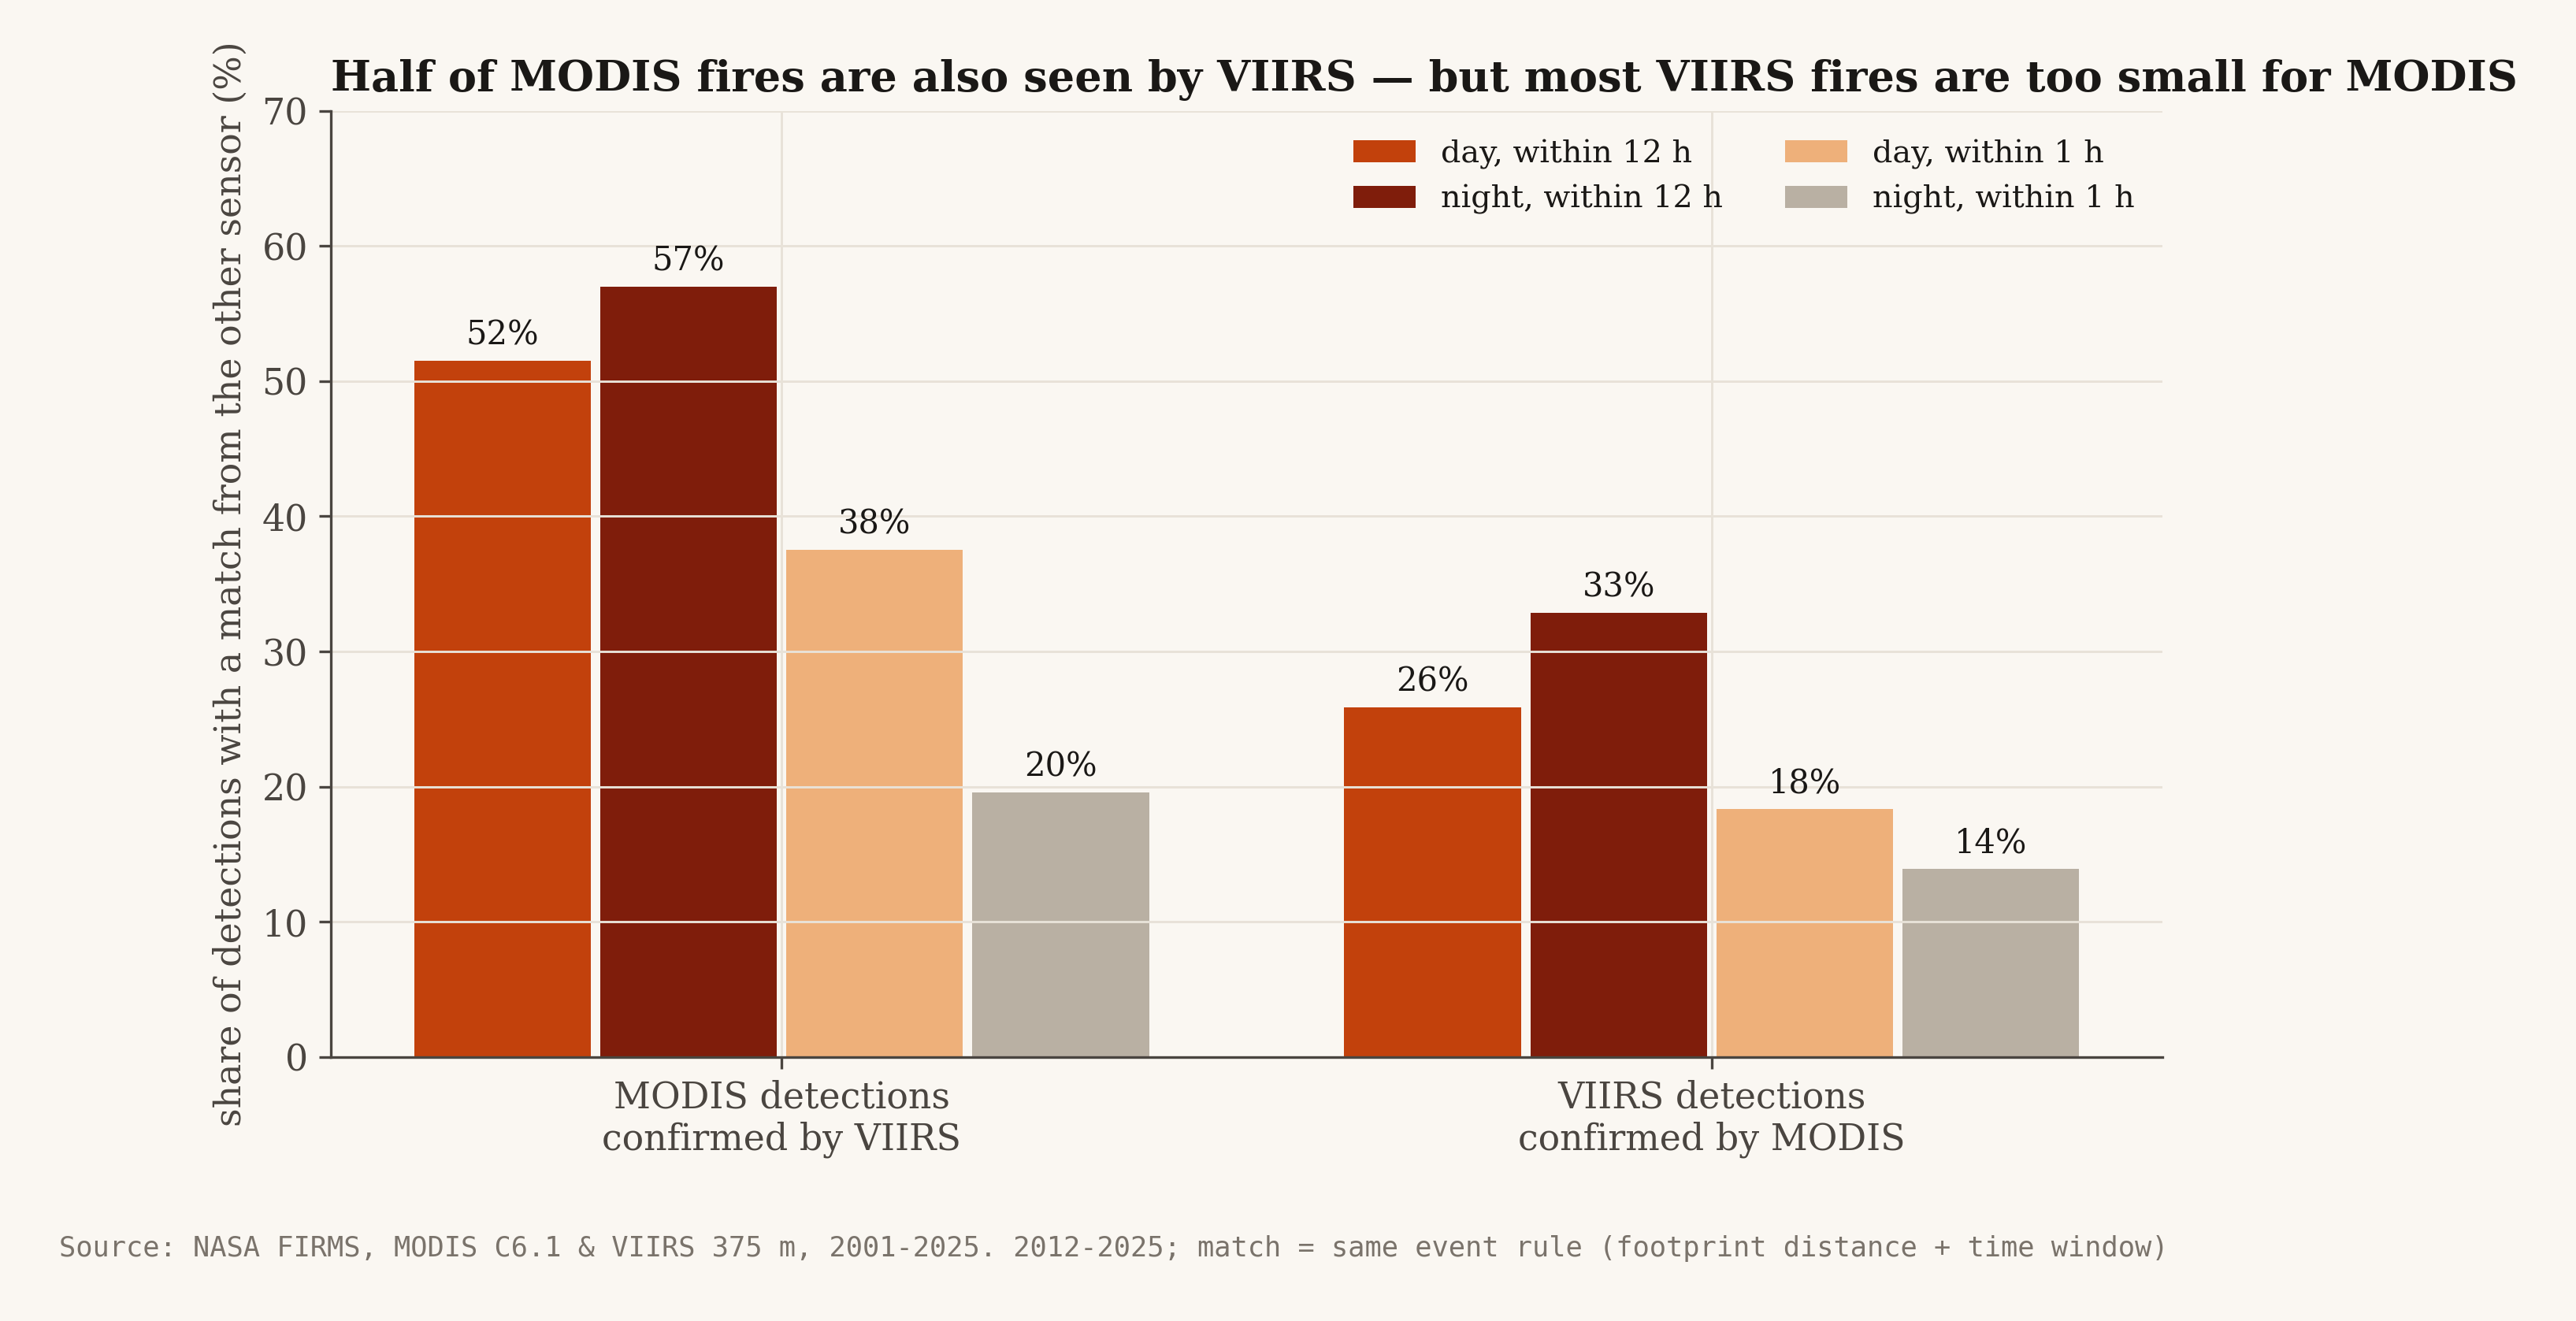 Half of MODIS fires are also seen by VIIRS — but most VIIRS fires are too small for MODIS
share of detections with a match from the other sensor (%)
70
60
50
40
30
20
10
0
day, within 12 h
night, within 12 h
day, within 1 h
night, within 1 h
52%
57%
38%
20%
26%
33%
18%
14%
MODIS detections
confirmed by VIIRS
VIIRS detections
confirmed by MODIS
Source: NASA FIRMS, MODIS C6.1 & VIIRS 375 m, 2001-2025. 2012-2025; match = same event rule (footprint distance + time window)